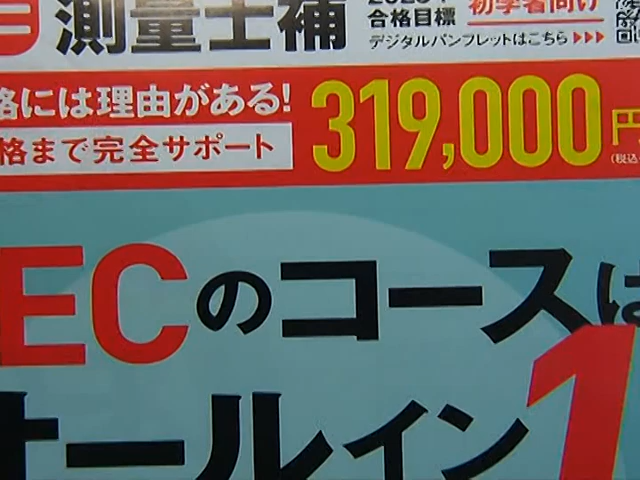 測量士補
合格目標
初学者向け
デジタルパンフレットはこちら▶▶▶
格には理由がある!
319,000円
格まで完全サポート
(税込
ECのコースは
オールイン1